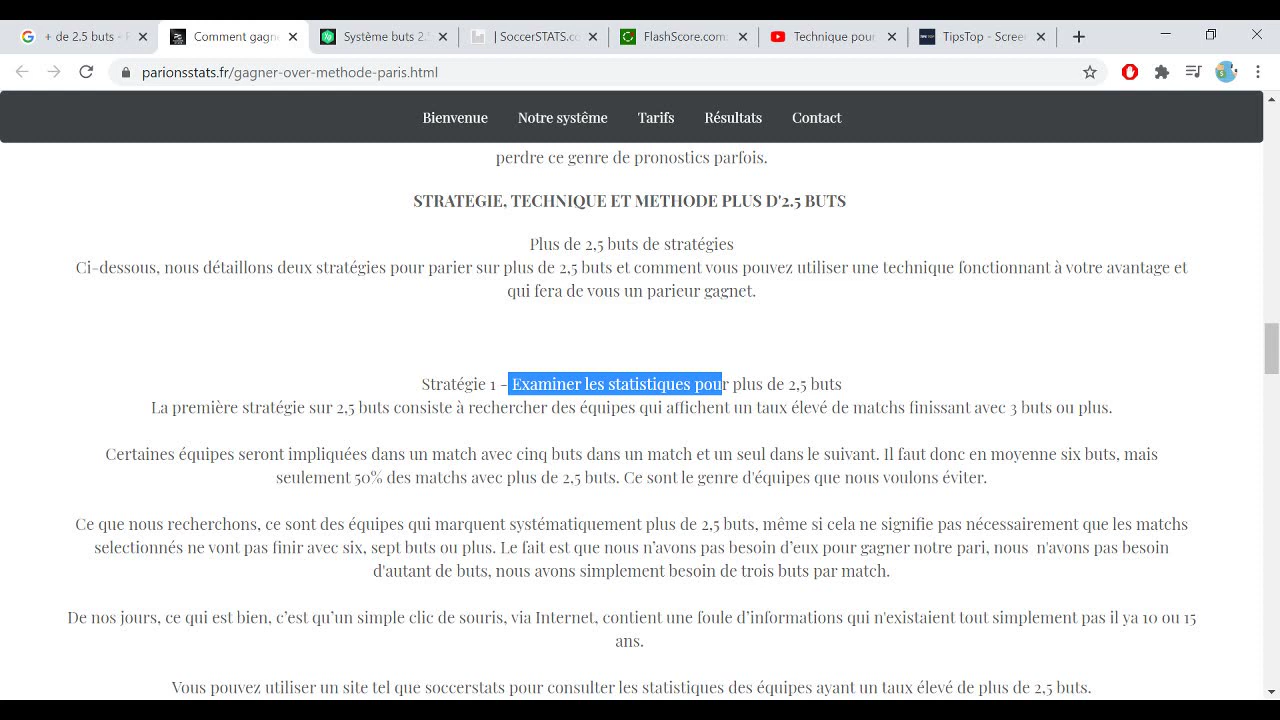 + de 2.5 buts -
Comment gagn
Système buts 2.
| SoccerSTATS.co
FlashScore.com:
Technique pour
TipsTop - Screen
parionsstats.fr/gagner-over-methode-paris.html
Bienvenue Notre système Tarifs Résultats Contact
perdre ce genre de pronostics parfois.
STRATEGIE, TECHNIQUE ET METHODE PLUS D'2.5 BUTS
Plus de 2,5 buts de stratégies
Ci-dessous, nous détaillons deux stratégies pour parier sur plus de 2,5 buts et comment vous pouvez utiliser une technique fonctionnant à votre avantage et
qui fera de vous un parieur gagnet.
Stratégie 1 - Examiner les statistiques pour plus de 2,5 buts
La première stratégie sur 2,5 buts consiste à rechercher des équipes qui affichent un taux élevé de matchs finissant avec 3 buts ou plus.
Certaines équipes seront impliquées dans un match avec cinq buts dans un match et un seul dans le suivant. Il faut donc en moyenne six buts, mais
seulement 50% des matchs avec plus de 2,5 buts. Ce sont le genre d'équipes que nous voulons éviter.
Ce que nous recherchons, ce sont des équipes qui marquent systématiquement plus de 2,5 buts, même si cela ne signifie pas nécessairement que les matchs
selectionnés ne vont pas finir avec six, sept buts ou plus. Le fait est que nous n’avons pas besoin d’eux pour gagner notre pari, nous n'avons pas besoin
d'autant de buts, nous avons simplement besoin de trois buts par match.
De nos jours, ce qui est bien, c’est qu’un simple clic de souris, via Internet, contient une foule d’informations qui n'existaient tout simplement pas il ya 10 ou 15
ans.
Vous pouvez utiliser un site tel que soccerstats pour consulter les statistiques des équipes ayant un taux élevé de plus de 2,5 buts.